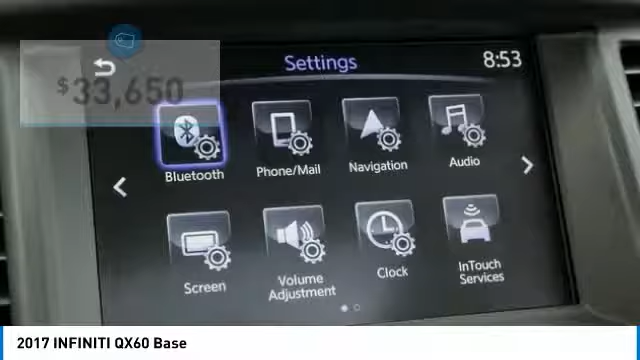 Settings
8:53
$33,650
Bluetooth
Phone/Mail
Navigation
Audio
Screen
Volume
Adjustment
Clock
InTouch
Services
2017 INFINITI QX60 Base